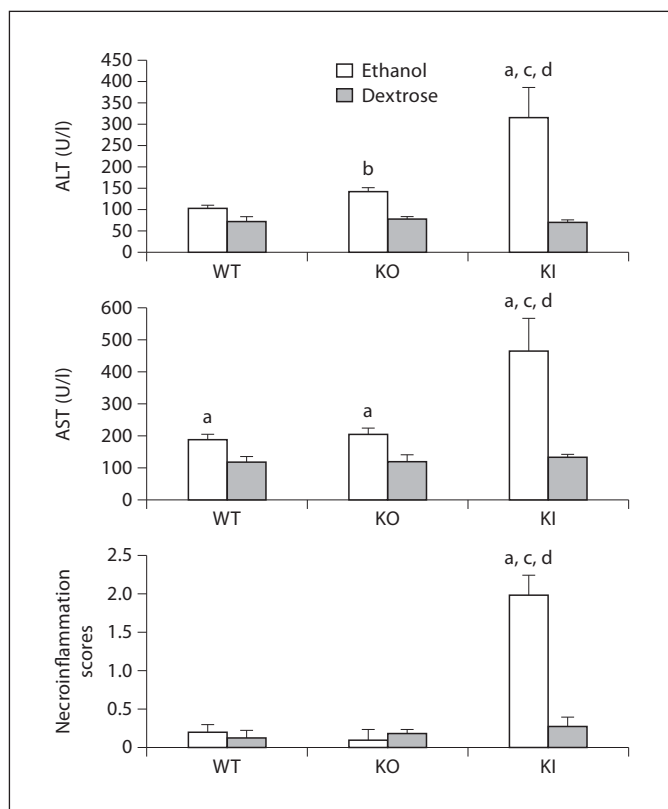 450
400
350
300
250
200
150
100
50
0
ALT (U/l)
Ethanol
Dextrose
b
a, c, d
WT KO KI
600
500
400
300
200
100
0
AST (U/l)
a a a, c, d
WT KO KI
2.5
2.0
1.5
1.0
0.5
0
Necroinflammation
scores
a, c, d
WT KO KI